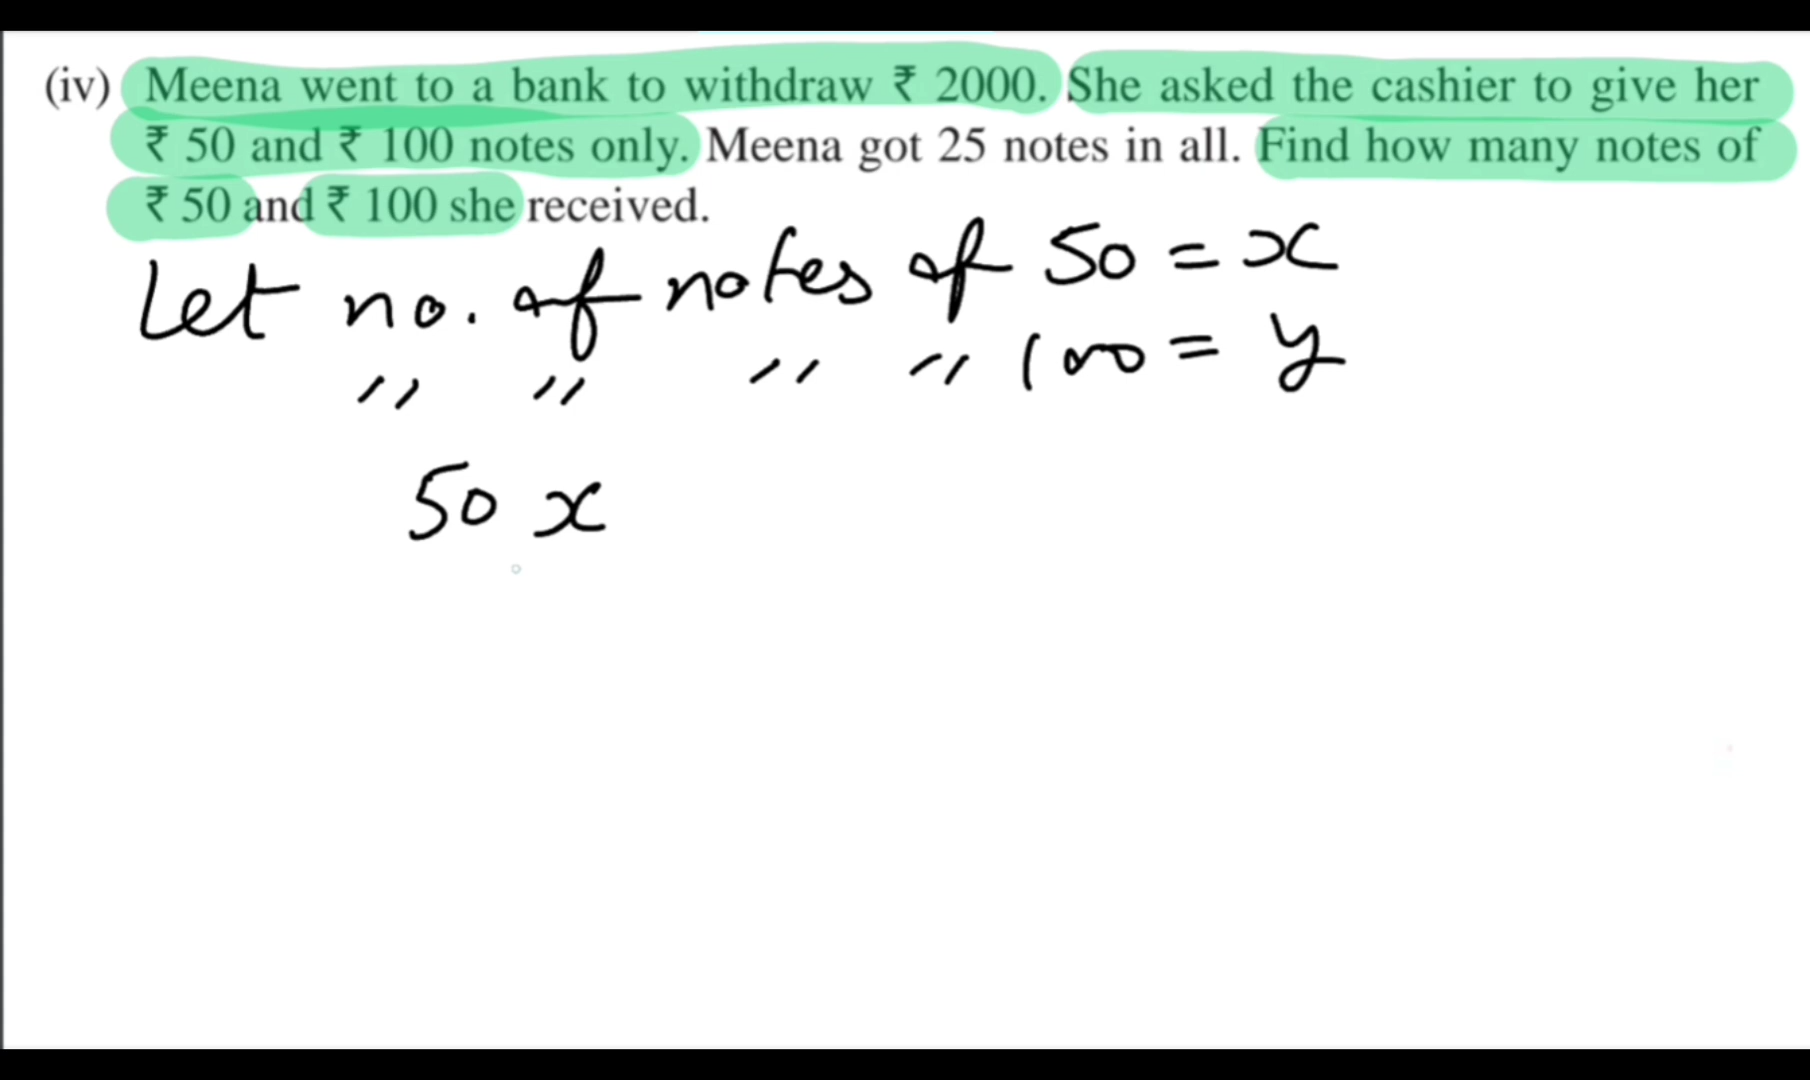 (iv) Meena went to a bank to withdraw ₹ 2000. She asked the cashier to give her
₹ 50 and ₹ 100 notes only. Meena got 25 notes in all. Find how many notes of
₹ 50 and ₹ 100 she received.
Let no. of notes of 50 = x
" " " " 100 = y
50 x